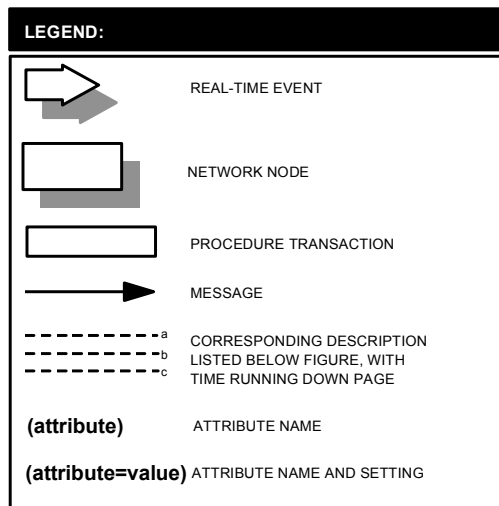 LEGEND:
REAL-TIME EVENT
NETWORK NODE
PROCEDURE TRANSACTION
MESSAGE
a
b
c
CORRESPONDING DESCRIPTION
LISTED BELOW FIGURE, WITH
TIME RUNNING DOWN PAGE
(attribute) ATTRIBUTE NAME
(attribute=value) ATTRIBUTE NAME AND SETTING